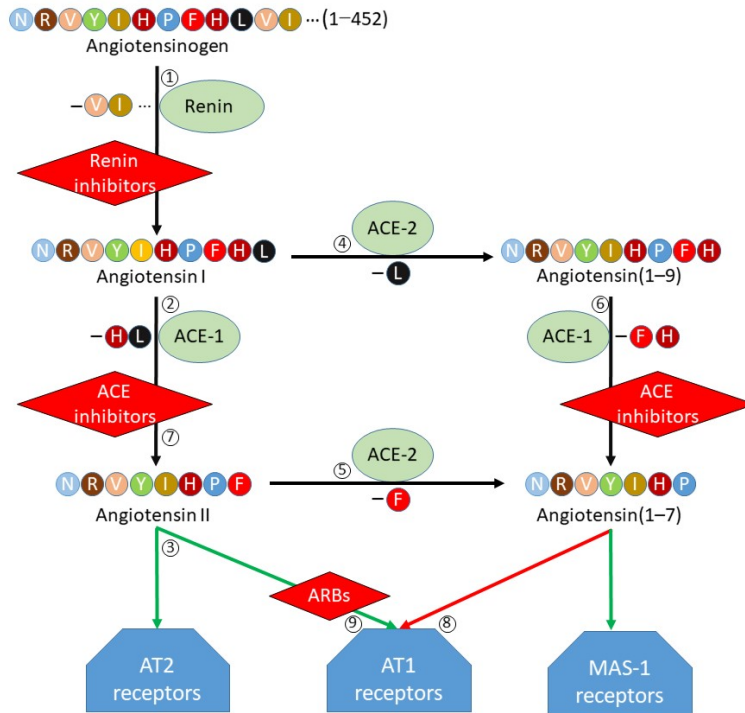 N R V Y I H P F H L V I ···(1–452)
Angiotensinogen
①
– V I ···
Renin
Renin
inhibitors
N R V Y I H P F H L
Angiotensin I
④
ACE-2
– L
N R V Y I H P F H
Angiotensin(1–9)
②
– H L
ACE-1
⑥
ACE-1
– F H
ACE
inhibitors
⑦
ACE
inhibitors
N R V Y I H P F
Angiotensin II
⑤
ACE-2
– F
N R V Y I H P
Angiotensin(1–7)
③
ARBs
⑨
⑧
AT2
receptors
AT1
receptors
MAS-1
receptors